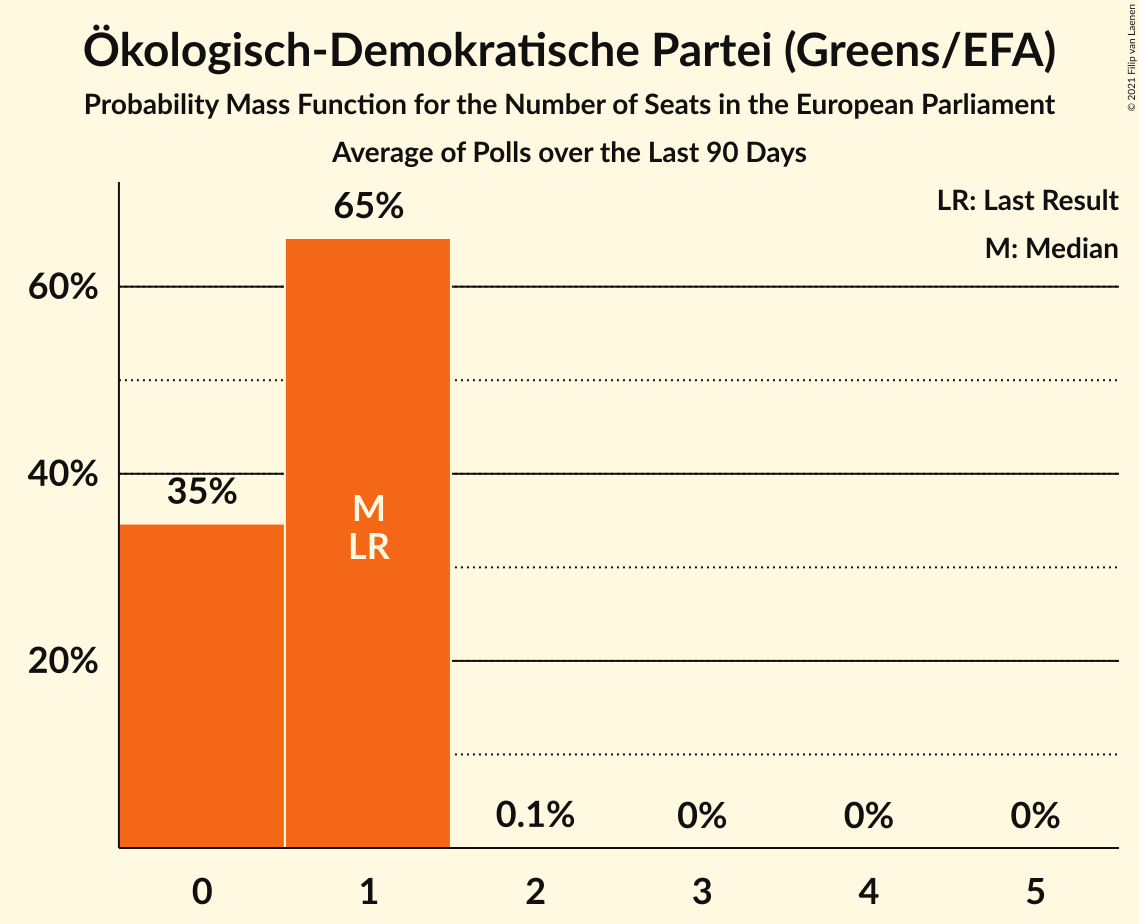 Ökologisch-Demokratische Partei (Greens/EFA)
Probability Mass Function for the Number of Seats in the European Parliament
Average of Polls over the Last 90 Days
© 2021 Filip van Laenen
LR: Last Result
M: Median
65%
60%
40%
35%
M
LR
20%
0.1%
0%
0%
0%
0
1
2
3
4
5